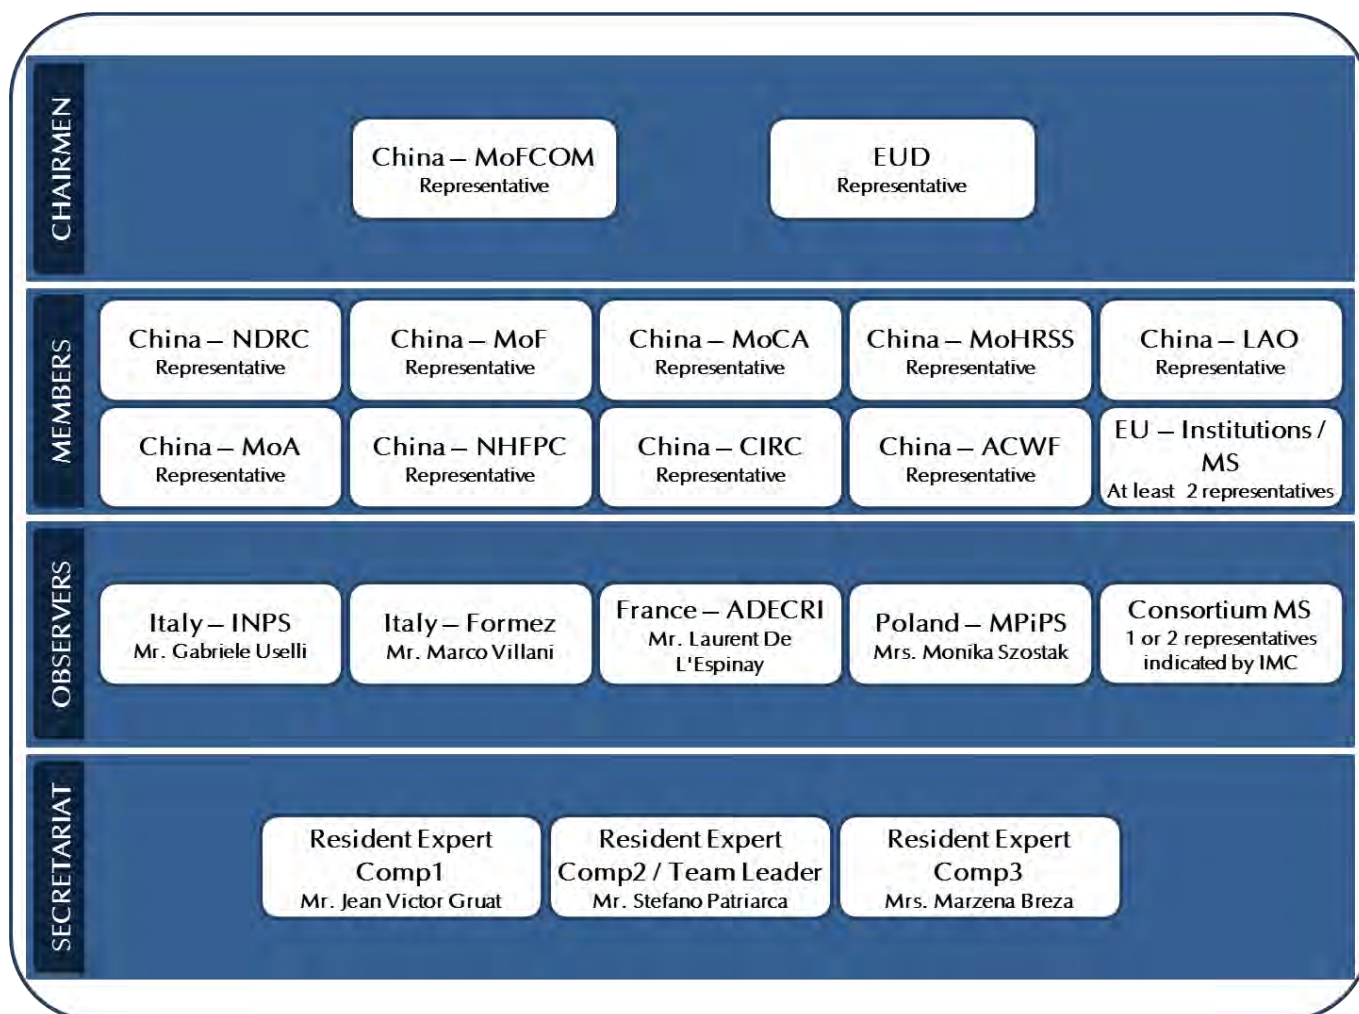 CHAIRMEN
China – MoFCOM
Representative
EUD
Representative
MEMBERS
China – NDRC
Representative
China – MoF
Representative
China – MoCA
Representative
China – MoHRSS
Representative
China – LAO
Representative
China – MoA
Representative
China – NHFPC
Representative
China – CIRC
Representative
China – ACWF
Representative
EU – Institutions /
MS
At least 2 representatives
OBSERVERS
Italy – INPS
Mr. Gabriele Uselli
Italy – Formez
Mr. Marco Villani
France – ADECRI
Mr. Laurent De
L'Espinay
Poland – MPiPS
Mrs. Monika Szostak
Consortium MS
1 or 2 representatives
indicated by IMC
SECRETARIAT
Resident Expert
Comp1
Mr. Jean Victor Gruat
Resident Expert
Comp2 / Team Leader
Mr. Stefano Patriarca
Resident Expert
Comp3
Mrs. Marzena Breza